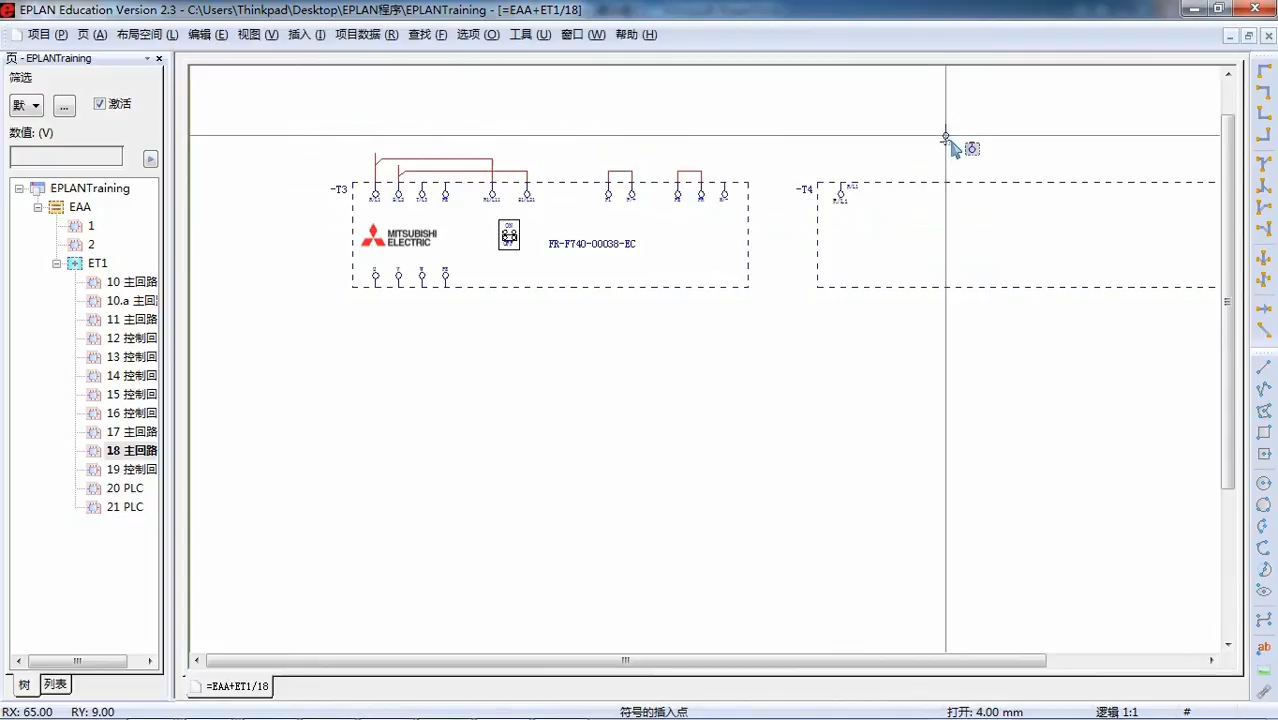 EPLAN Education Version 2.3 - C:\Users\Thinkpad\Desktop\EPLAN程序\EPLANTraining - [=EAA+ET1/18]
项目 (P) 页 (A) 布局空间 (L) 编辑 (E) 视图 (V) 插入 (I) 项目数据 (R) 查找 (F) 选项 (O) 工具 (U) 窗口 (W) 帮助 (H)
页 - EPLANTraining
筛选
默 ... 激活
数值: (V)
EPLANTraining
EAA
1
2
ET1
10 主回路
10.a 主回
11 主回路
12 控制回
13 控制回
14 控制回
15 控制回
16 控制回
17 主回路
18 主回路
19 控制回
20 PLC
21 PLC
树 列表
-T3
MITSUBISHI
ELECTRIC
ON
OFF
FR-F740-00038-EC
-T4
R/L1
=EAA+ET1/18
ab
RX: 65.00 RY: 9.00 符号的插入点 打开: 4.00 mm 逻辑 1:1 #